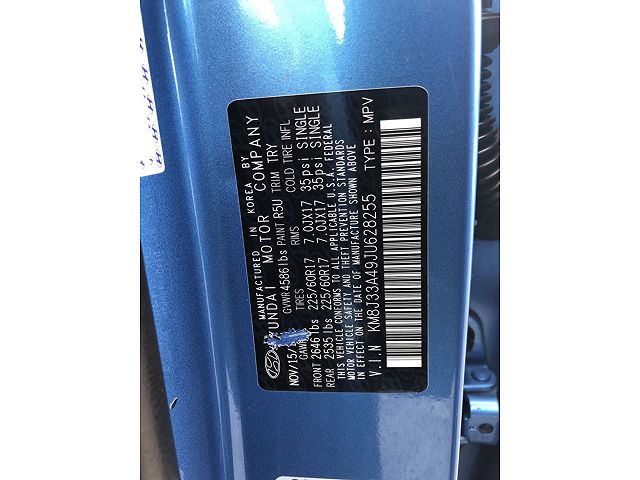 MANUFACTURED IN KOREA BY
HYUNDAI MOTOR COMPANY
NOV/15/ GVWR 4586lbs PAINT R5U TRIM TRY
TIRES RIMS COLD TIRE INFL
FRONT 2646 lbs 225/60R17 7.0JX17 35psi SINGLE
REAR 2535 lbs 225/60R17 7.0JX17 35psi SINGLE
THIS VEHICLE CONFORMS TO ALL APPLICABLE U.S.A. FEDERAL
MOTOR VEHICLE SAFETY AND THEFT PREVENTION STANDARDS
IN EFFECT ON THE DATE OF MANUFACTURE SHOWN ABOVE
V.I.N KM8J33A49JU628255 TYPE : MPV